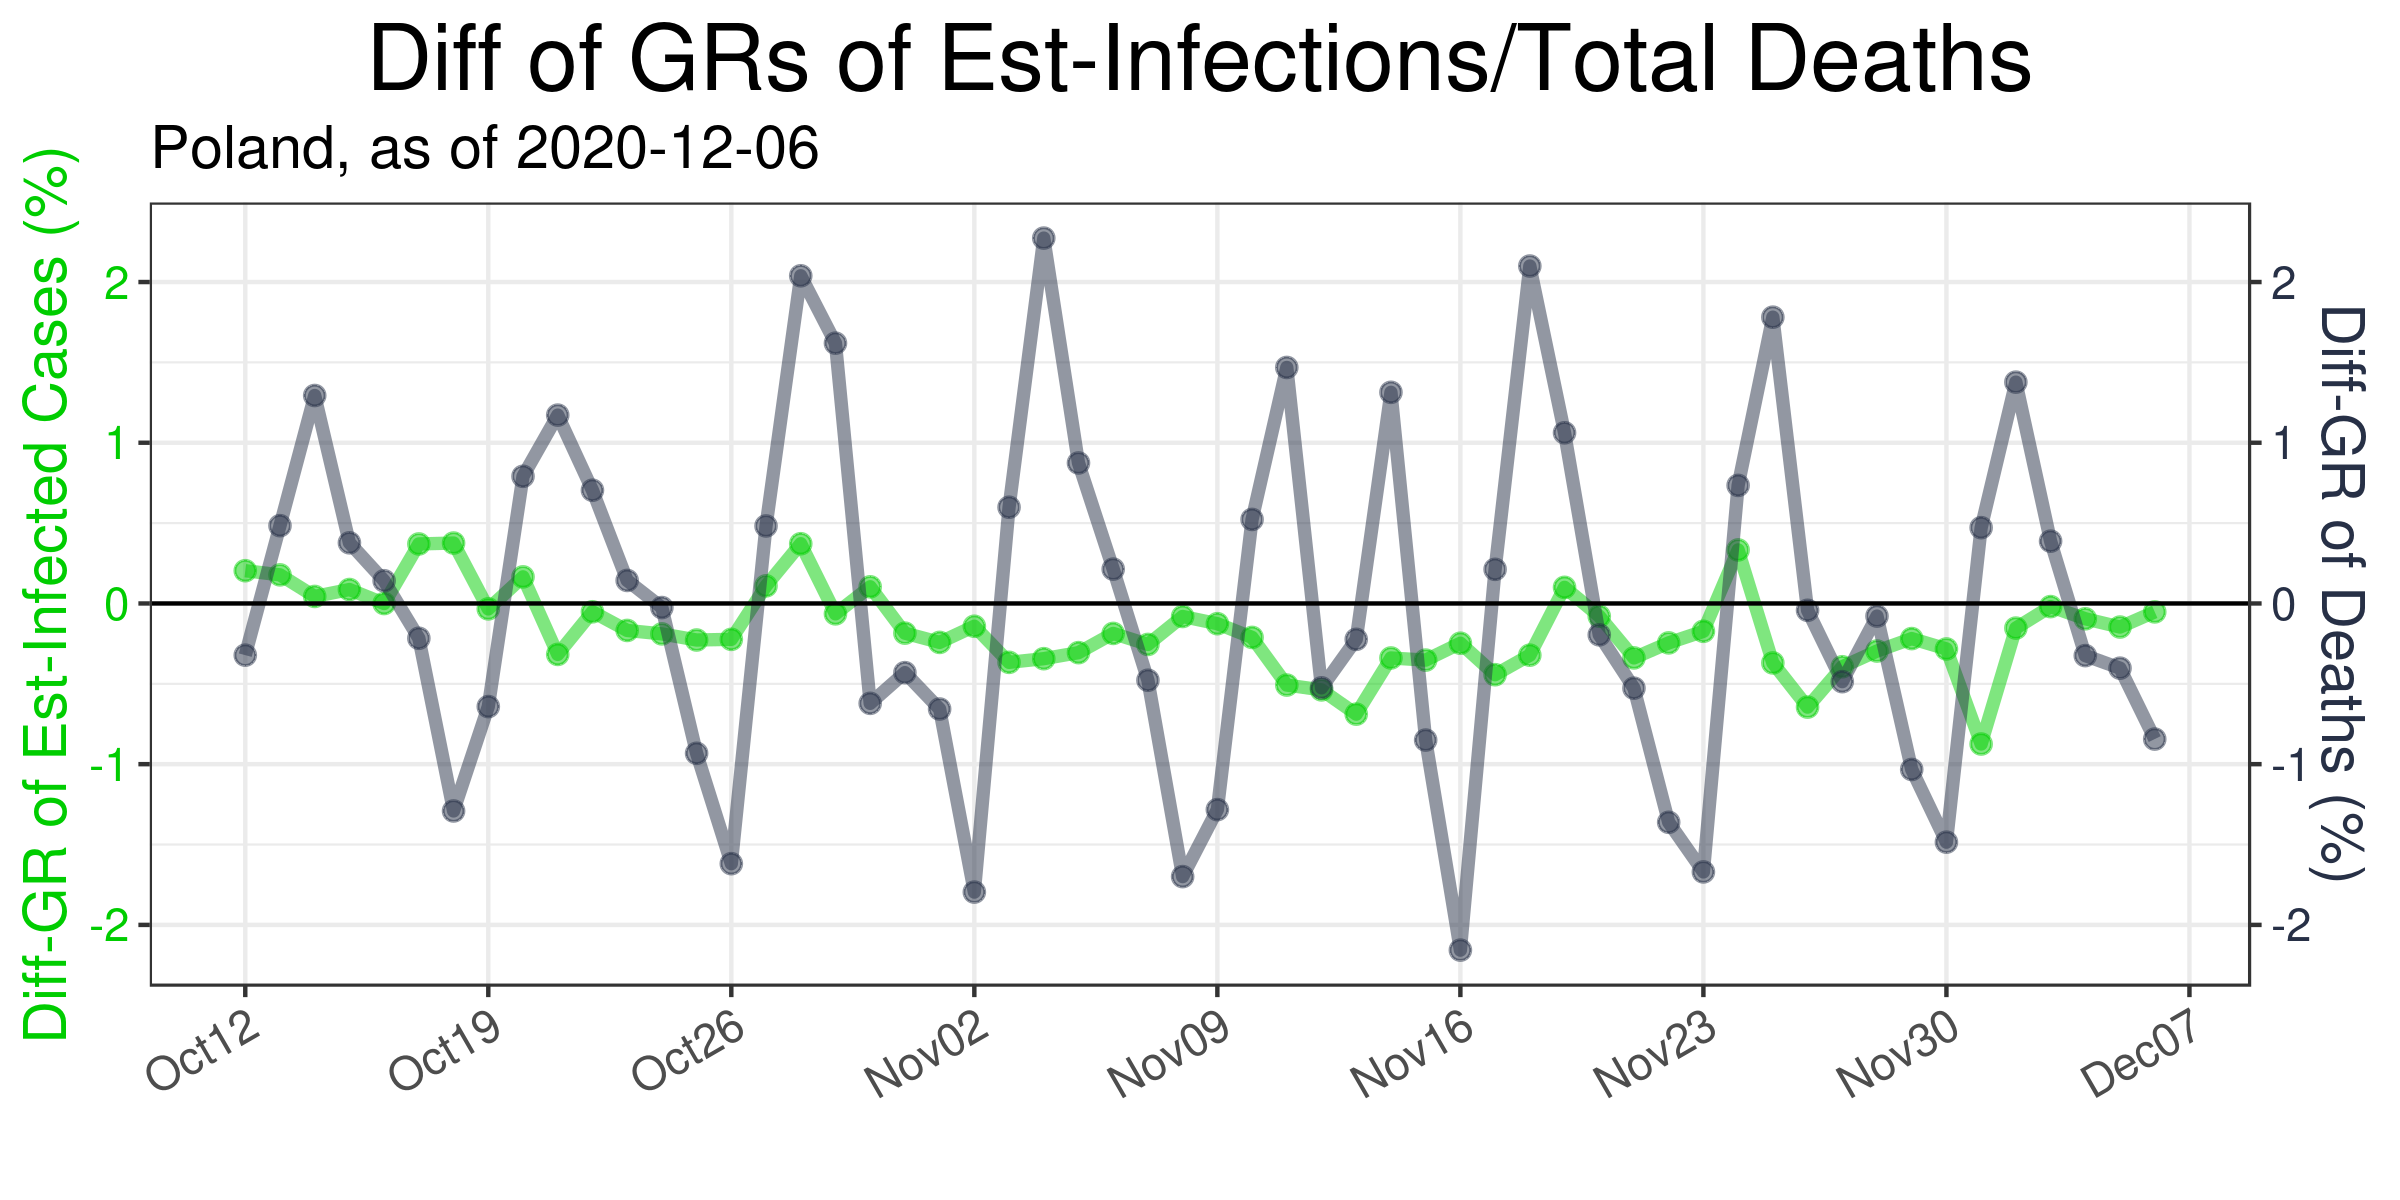 Diff of GRs of Est-Infections/Total Deaths
Poland, as of 2020-12-06
Diff-GR of Est-Infected Cases (%)
2
1
0
-1
-2
2
1
0
-1
-2
Diff-GR of Deaths (%)
Oct12
Oct19
Oct26
Nov02
Nov09
Nov16
Nov23
Nov30
Dec07